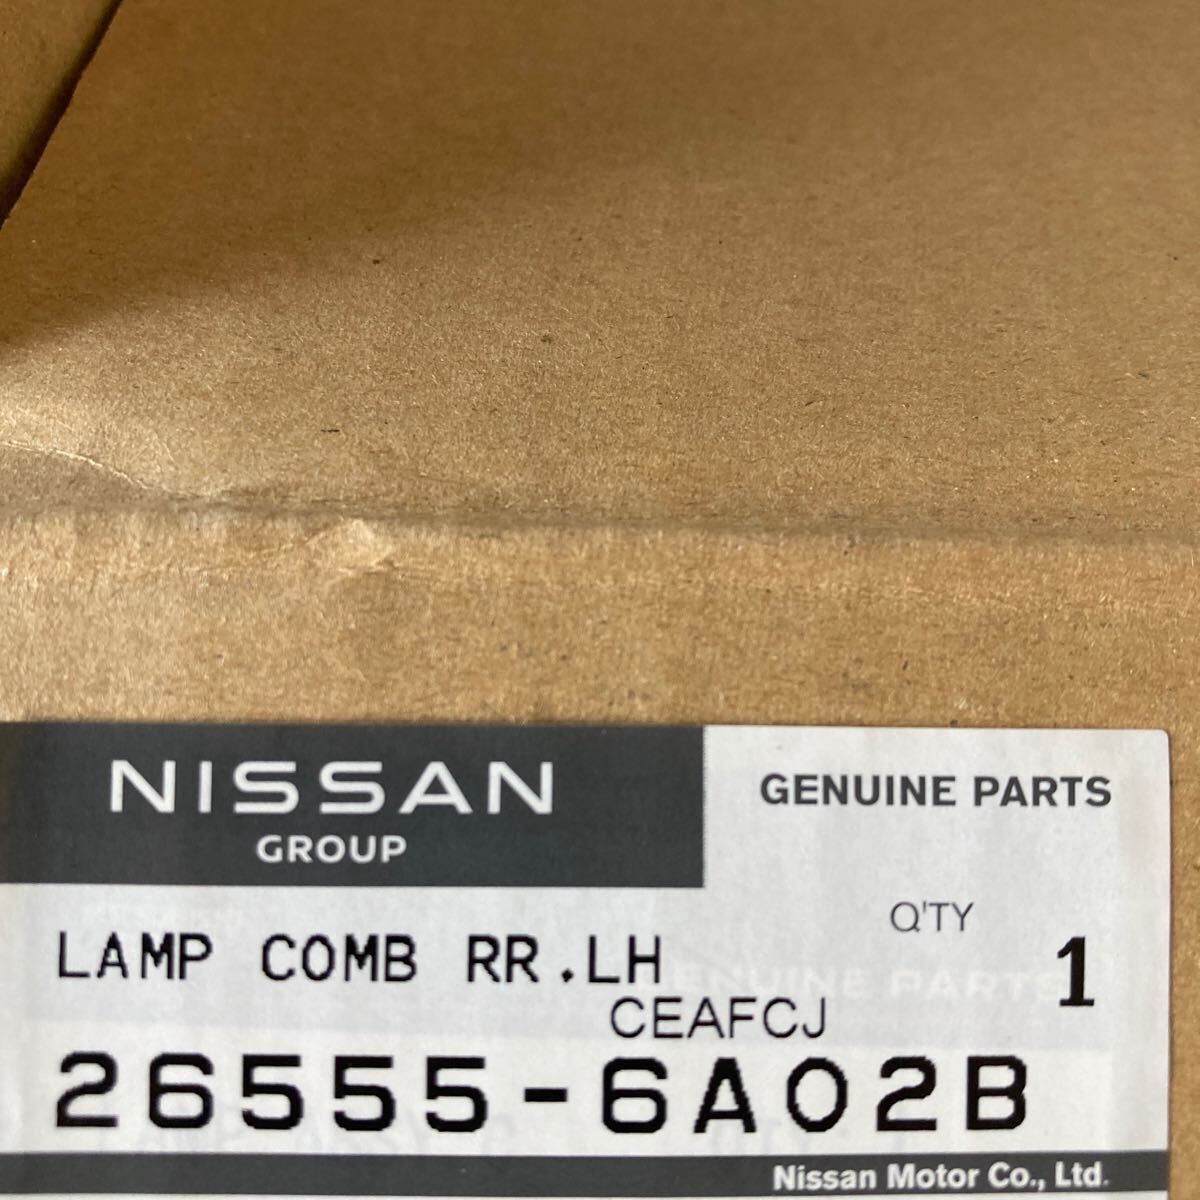 NISSAN
GROUP
GENUINE PARTS
Q'TY
LAMP COMB RR.LH
1
CEAFCJ
26555-6A02B
Nissan Motor Co., Ltd.